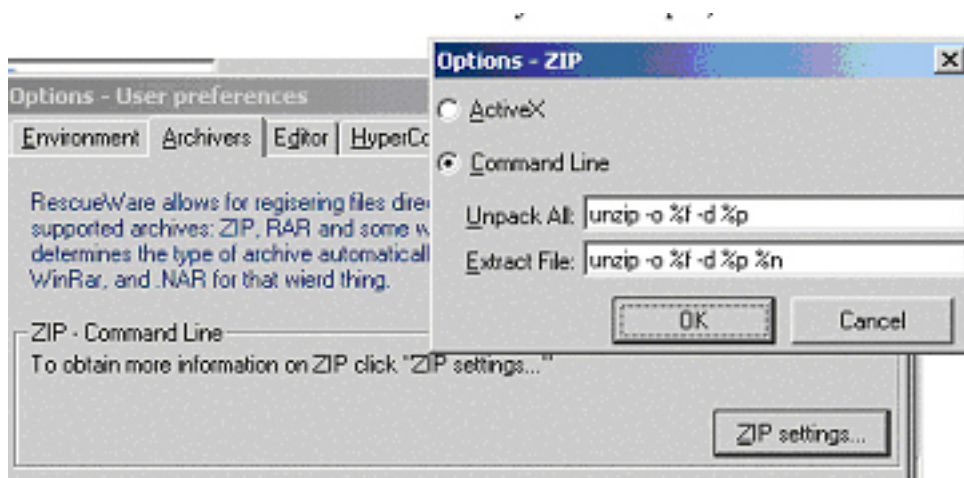 Options - ZIP
ActiveX
Command Line
Unpack All: unzip -o %f -d %p
Extract File: unzip -o %f -d %p %n
OK Cancel
Options - User preferences
Environment Archivers Editor
RescueWare allows for regisering files
supported archives: ZIP, RAR and some
determines the type of archive
WinRar, and .NAR for that wierd thing.
ZIP - Command Line
To obtain more information on ZIP click "ZIP settings..."
ZIP settings...